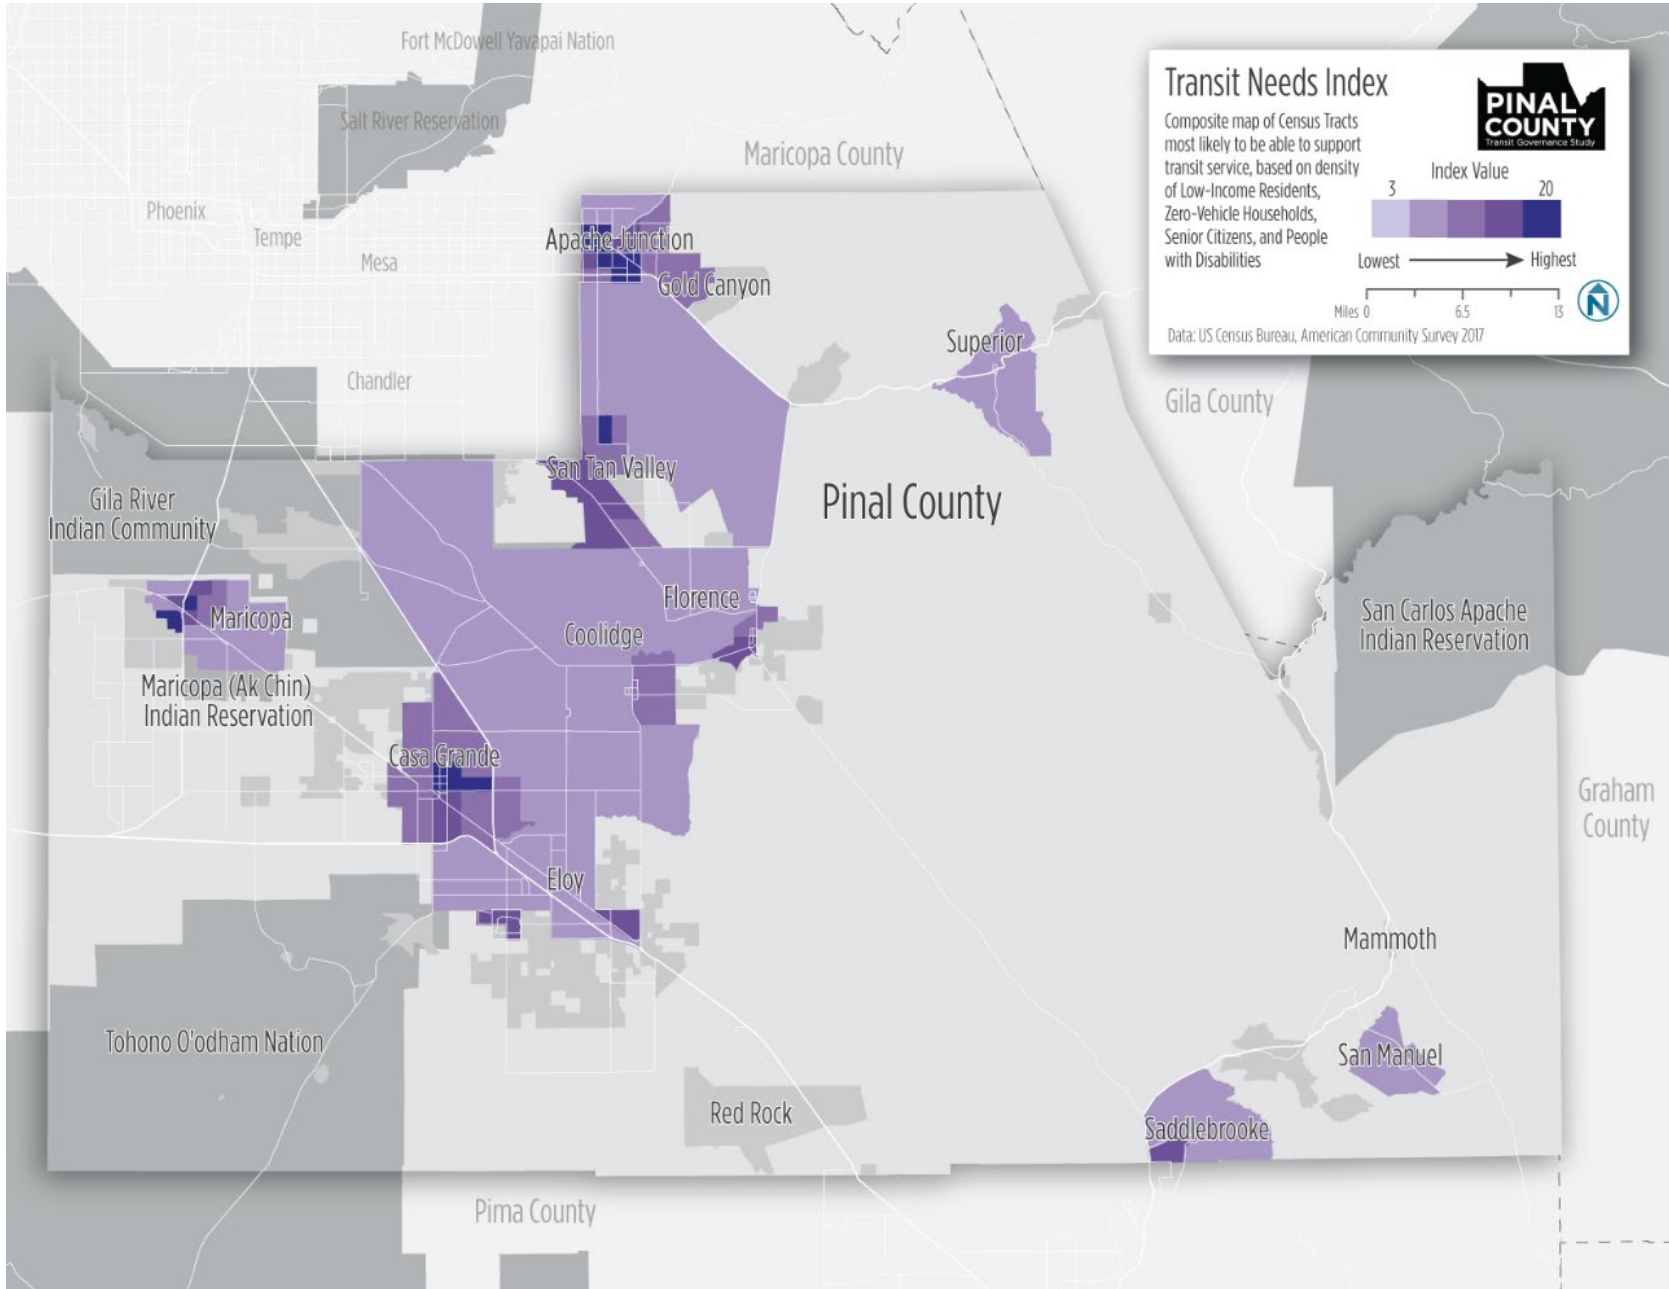 Fort McDowell Yavapai Nation
Salt River Reservation
Maricopa County
Phoenix
Tempe
Mesa
Apache Junction
Gold Canyon
Superior
Chandler
Gila County
San Tan Valley
Pinal County
Gila River
Indian Community
Florence
Maricopa
Coolidge
San Carlos Apache
Indian Reservation
Maricopa (Ak Chin)
Indian Reservation
Casa Grande
Graham
County
Eloy
Mammoth
Tohono O'odham Nation
San Manuel
Red Rock
Saddlebrooke
Pima County
Transit Needs Index
Composite map of Census Tracts
most likely to be able to support
transit service, based on density
of Low-Income Residents,
Zero-Vehicle Households,
Senior Citizens, and People
with Disabilities
PINAL
COUNTY
Transit Governance Study
Index Value
3 20
Lowest Highest
Miles 0 6.5 13
N
Data: US Census Bureau, American Community Survey 2017